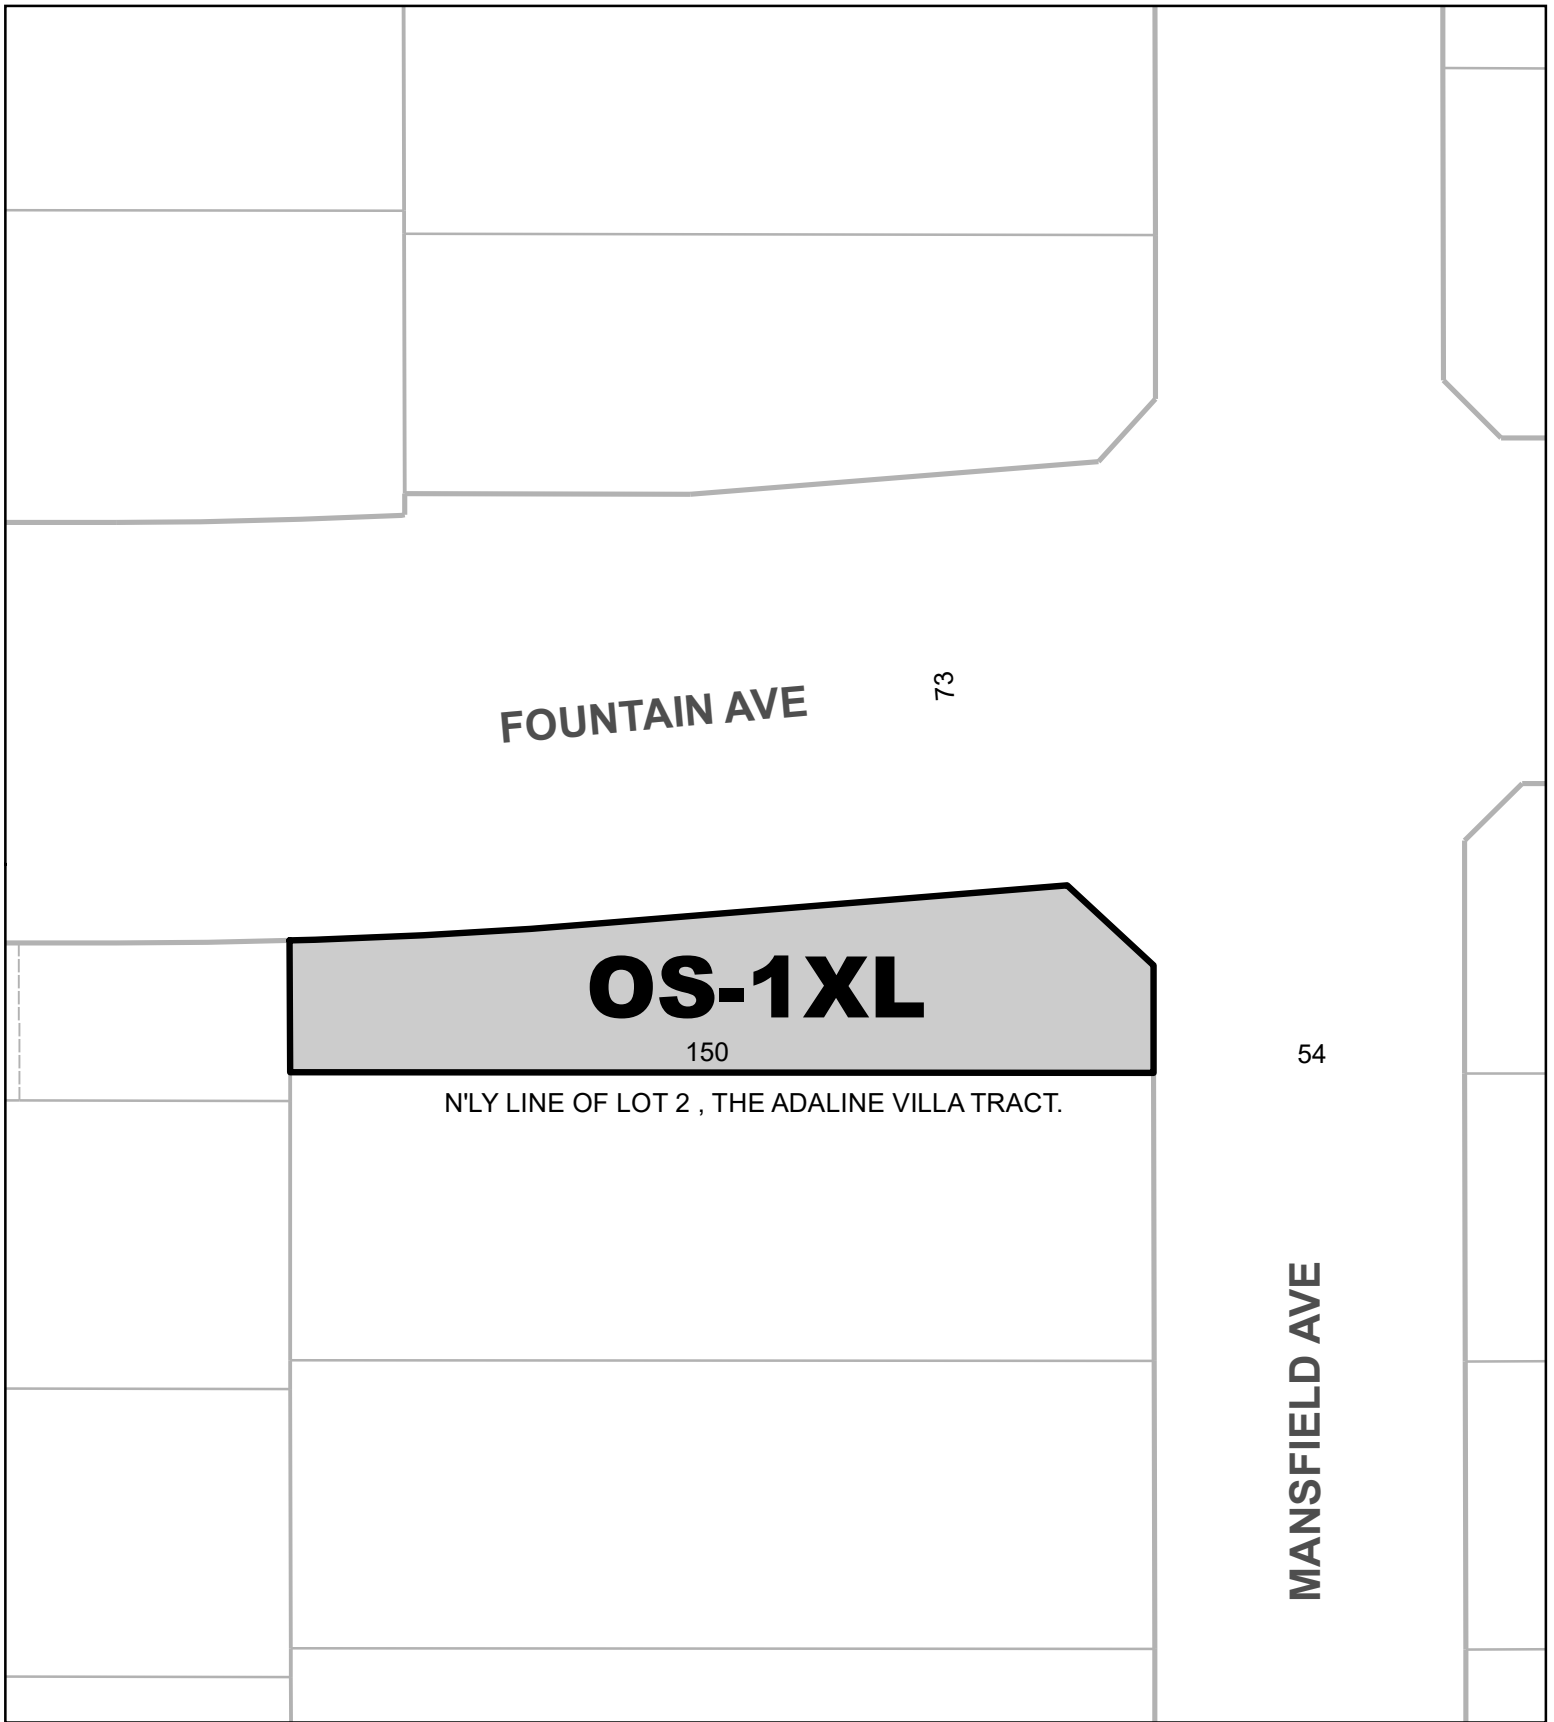 73
FOUNTAIN AVE
OS-1XL
150
54
N'LY LINE OF LOT 2 , THE ADALINE VILLA TRACT.
MANSFIELD AVE